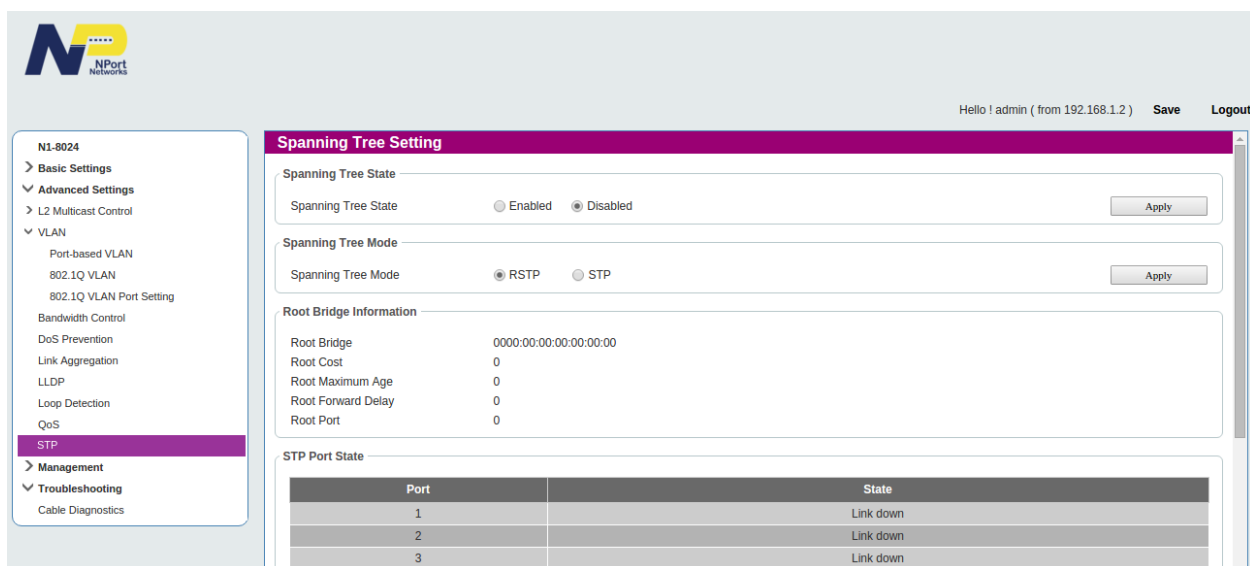 NPort
Networks
Hello ! admin ( from 192.168.1.2 ) Save Logout
N1-8024
Basic Settings
Advanced Settings
L2 Multicast Control
VLAN
Port-based VLAN
802.1Q VLAN
802.1Q VLAN Port Setting
Bandwidth Control
DoS Prevention
Link Aggregation
LLDP
Loop Detection
QoS
STP
Management
Troubleshooting
Cable Diagnostics
Spanning Tree Setting
Spanning Tree State
Spanning Tree State Enabled Disabled Apply
Spanning Tree Mode
Spanning Tree Mode RSTP STP Apply
Root Bridge Information
Root Bridge 0000:00:00:00:00:00:00
Root Cost 0
Root Maximum Age 0
Root Forward Delay 0
Root Port 0
STP Port State
Port State
1 Link down
2 Link down
3 Link down